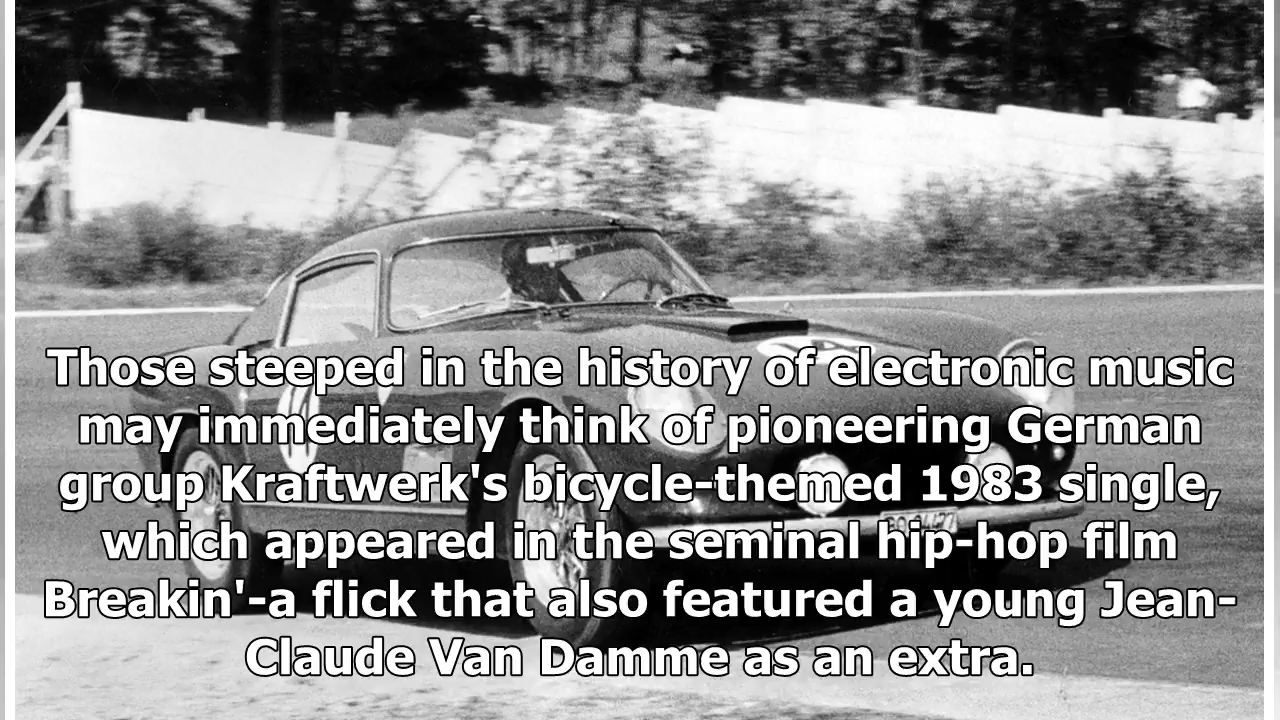 Those steeped in the history of electronic music
may immediately think of pioneering German
group Kraftwerk's bicycle-themed 1983 single,
which appeared in the seminal hip-hop film
Breakin'-a flick that also featured a young Jean-
Claude Van Damme as an extra.